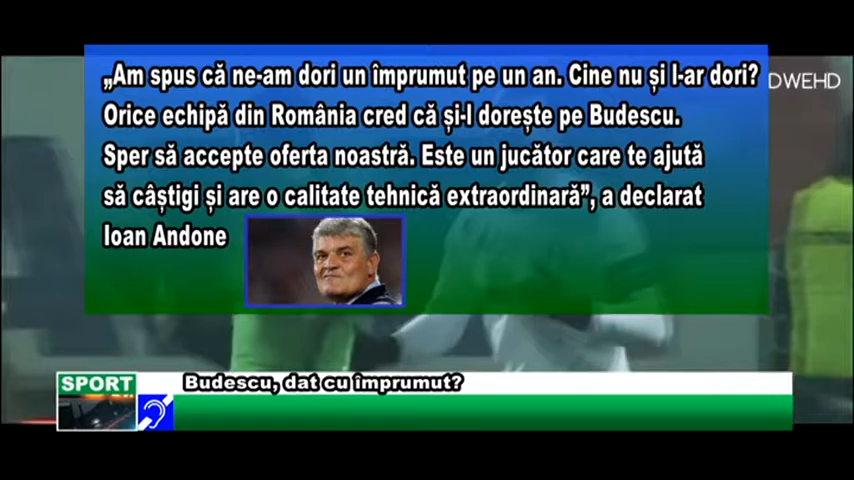 „Am spus că ne-am dori un împrumut pe un an. Cine nu și l-ar dori?
Orice echipă din România cred că și-l dorește pe Budescu.
Sper să accepte oferta noastră. Este un jucător care te ajută
să câștigi și are o calitate tehnică extraordinară”, a declarat
Ioan Andone
DWEHD
SPORT
Budescu, dat cu împrumut?